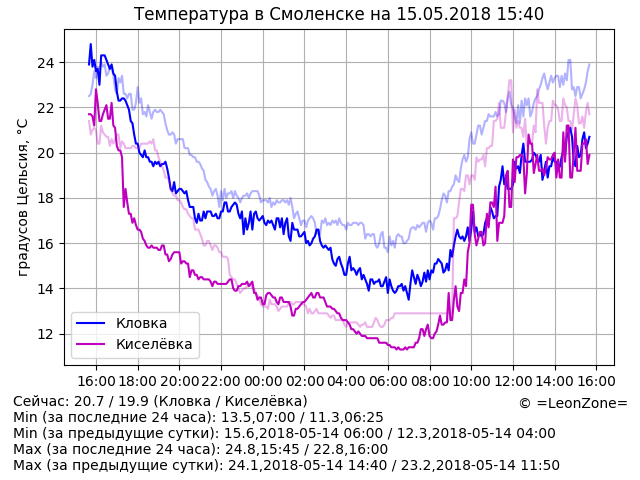 Температура в Смоленске на 15.05.2018 15:40
градусов Цельсия, °C
24
22
20
18
16
14
12
Кловка
Киселёвка
16:00 18:00 20:00 22:00 00:00 02:00 04:00 06:00 08:00 10:00 12:00 14:00 16:00
Сейчас: 20.7 / 19.9 (Кловка / Киселёвка)
© =LeonZone=
Min (за последние 24 часа): 13.5,07:00 / 11.3,06:25
Min (за предыдущие сутки): 15.6,2018-05-14 06:00 / 12.3,2018-05-14 04:00
Max (за последние 24 часа): 24.8,15:45 / 22.8,16:00
Max (за предыдущие сутки): 24.1,2018-05-14 14:40 / 23.2,2018-05-14 11:50